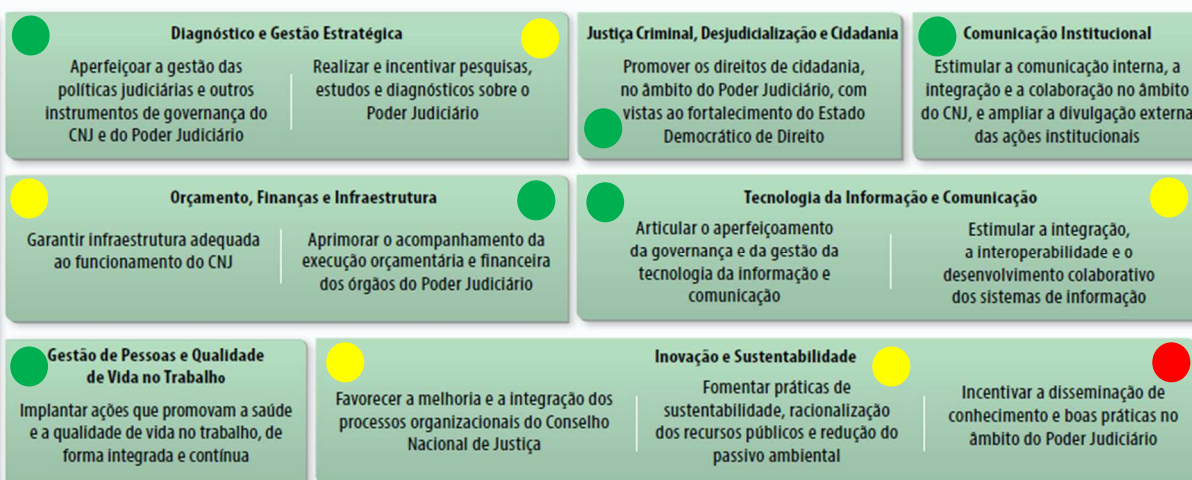 Diagnóstico e Gestão Estratégica
Aperfeiçoar a gestão das
políticas judiciárias e outros
instrumentos de governança do
CNJ e do Poder Judiciário
Realizar e incentivar pesquisas,
estudos e diagnósticos sobre o
Poder Judiciário
Justiça Criminal, Desjudicialização e Cidadania
Promover os direitos de cidadania,
no âmbito do Poder Judiciário, com
vistas ao fortalecimento do Estado
Democrático de Direito
Comunicação Institucional
Estimular a comunicação interna, a
integração e a colaboração no âmbito
do CNJ, e ampliar a divulgação externa
das ações institucionais
Orçamento, Finanças e Infraestrutura
Garantir infraestrutura adequada
ao funcionamento do CNJ
Aprimorar o acompanhamento da
execução orçamentária e financeira
dos órgãos do Poder Judiciário
Tecnologia da Informação e Comunicação
Articular o aperfeiçoamento
da governança e da gestão da
tecnologia da informação e
comunicação
Estimular a integração,
a interoperabilidade e o
desenvolvimento colaborativo
dos sistemas de informação
Gestão de Pessoas e Qualidade
de Vida no Trabalho
Implantar ações que promovam a saúde
e a qualidade de vida no trabalho, de
forma integrada e contínua
Inovação e Sustentabilidade
Favorecer a melhoria e a integração dos
processos organizacionais do Conselho
Nacional de Justiça
Fomentar práticas de
sustentabilidade, racionalização
dos recursos públicos e redução do
passivo ambiental
Incentivar a disseminação de
conhecimento e boas práticas no
âmbito do Poder Judiciário